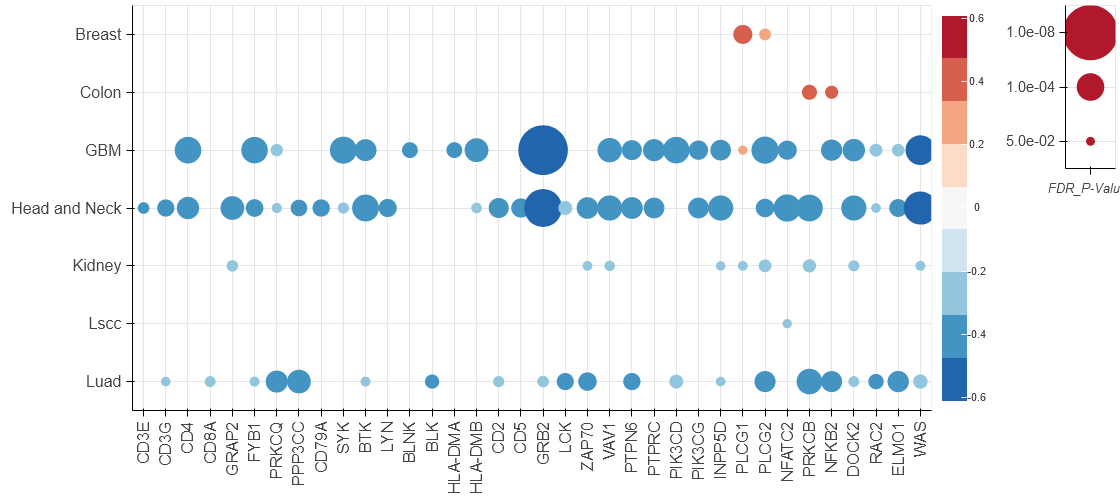 Breast
Colon
GBM
Head and Neck
Kidney
Lscc
Luad
CD3E
CD3G
CD4
CD8A
GRAP2
FYB1
PRKCQ
PPP3CC
CD79A
SYK
BTK
LYN
BLNK
BLK
HLA-DMA
HLA-DMB
CD2
CD5
GRB2
LCK
ZAP70
VAV1
PTPN6
PTPRC
PIK3CD
PIK3CG
INPP5D
PLCG1
PLCG2
NFATC2
PRKCB
NFKB2
DOCK2
RAC2
ELMO1
WAS
0.6
0.4
0.2
0
-0.2
-0.4
-0.6
1.0e-08
1.0e-04
5.0e-02
FDR_P-Valu